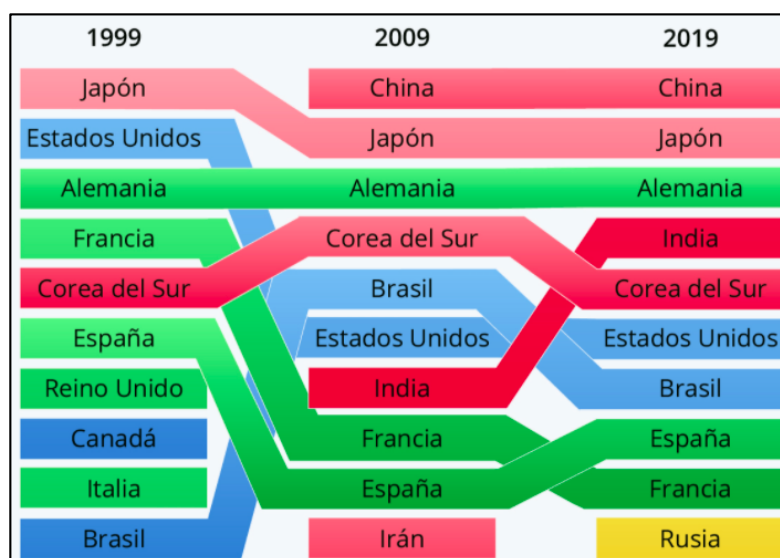 1999 2009 2019
Japón China China
Estados Unidos Japón Japón
Alemania Alemania Alemania
Francia Corea del Sur India
Corea del Sur Brasil Corea del Sur
España Estados Unidos Estados Unidos
Reino Unido India Brasil
Canadá Francia España
Italia España Francia
Brasil Irán Rusia